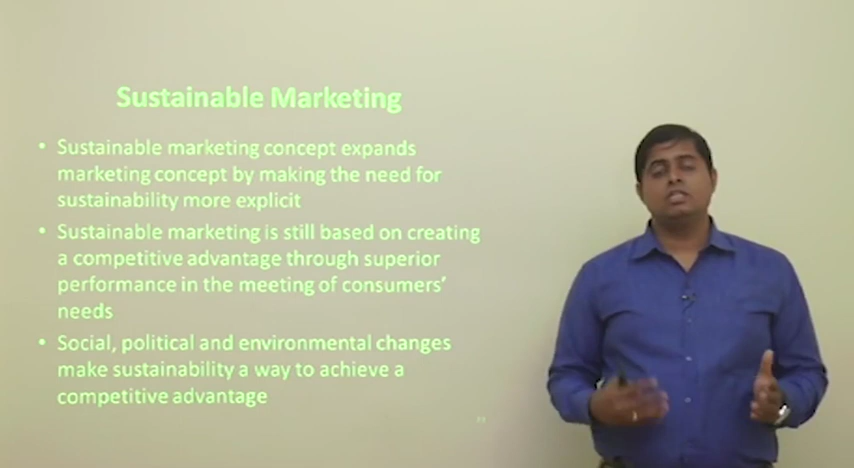 Sustainable Marketing
• Sustainable marketing concept expands
marketing concept by making the need for
sustainability more explicit
• Sustainable marketing is still based on creating
a competitive advantage through superior
performance in the meeting of consumers'
needs
• Social, political and environmental changes
make sustainability a way to achieve a
competitive advantage